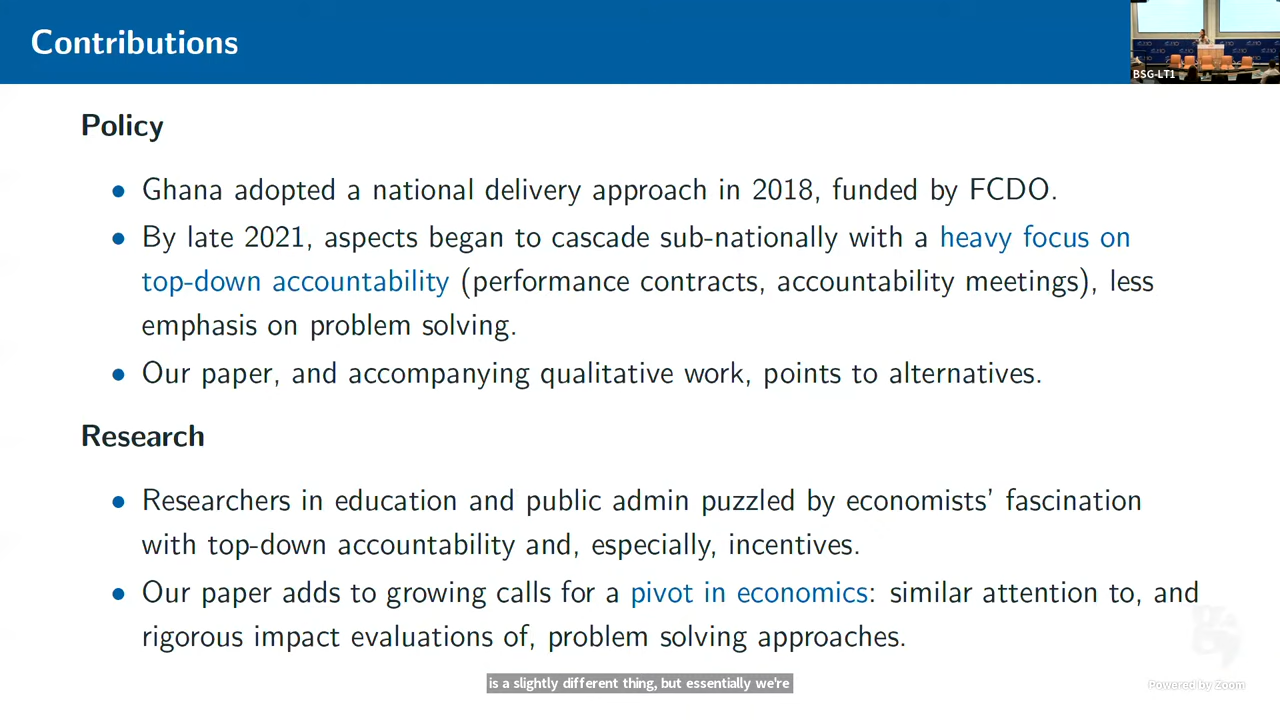 Contributions
BSG-LT1
Policy
• Ghana adopted a national delivery approach in 2018, funded by FCDO.
• By late 2021, aspects began to cascade sub-nationally with a heavy focus on
top-down accountability (performance contracts, accountability meetings), less
emphasis on problem solving.
• Our paper, and accompanying qualitative work, points to alternatives.
Research
• Researchers in education and public admin puzzled by economists’ fascination
with top-down accountability and, especially, incentives.
• Our paper adds to growing calls for a pivot in economics: similar attention to, and
rigorous impact evaluations of, problem solving approaches.
is a slightly different thing, but essentially we're
Powered by Zoom